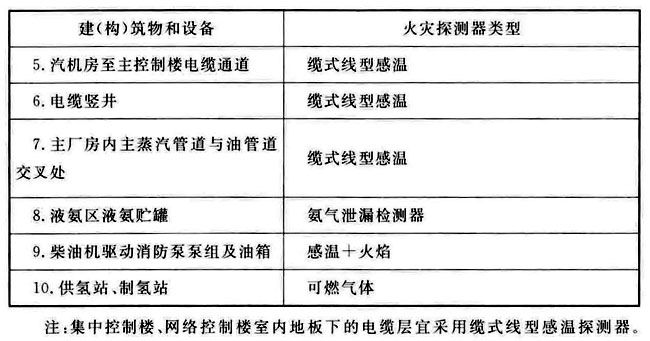 建(构)筑物和设备 火灾探测器类型
5.汽机房至主控制楼电缆通道 缆式线型感温
6.电缆竖井 缆式线型感温
7.主厂房内主蒸汽管道与油管道
交叉处 缆式线型感温
8.液氨区液氨贮罐 氨气泄漏检测器
9.柴油机驱动消防泵泵组及油箱 感温＋火焰
10.供氢站、制氢站 可燃气体
注:集中控制楼、网络控制楼室内地板下的电缆层宜采用缆式线型感温探测器。